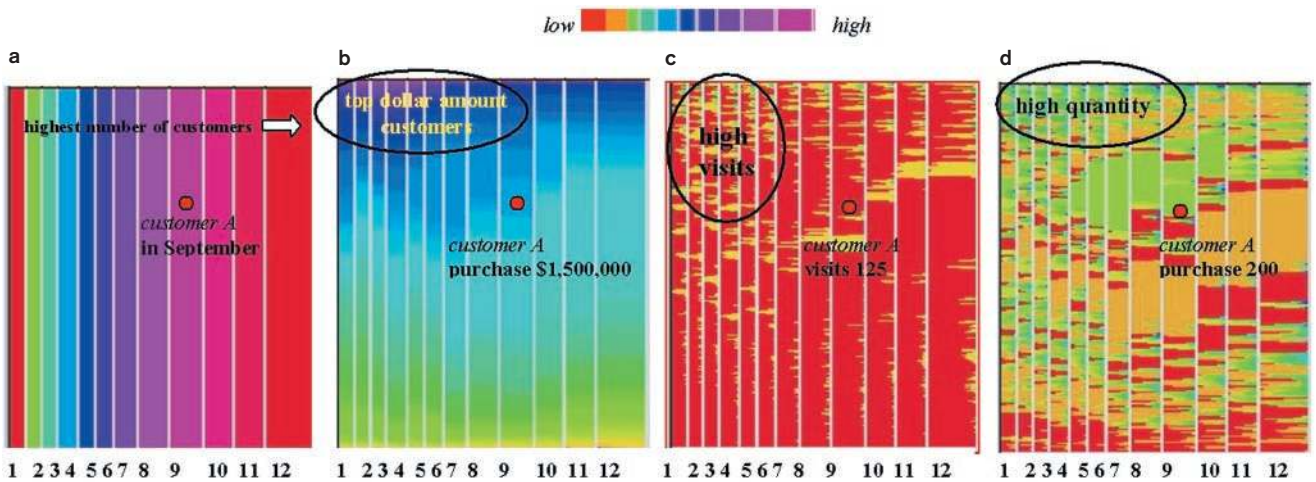 low high
a
highest number of customers
customer A
in September
1 2 3 4 5 6 7 8 9 10 11 12
b
top dollar amount
customers
customer A
purchase $1,500,000
1 2 3 4 5 6 7 8 9 10 11 12
c
high
visits
customer A
visits 125
1 2 3 4 5 6 7 8 9 10 11 12
d
high quantity
customer A
purchase 200
1 2 3 4 5 6 7 8 9 10 11 12